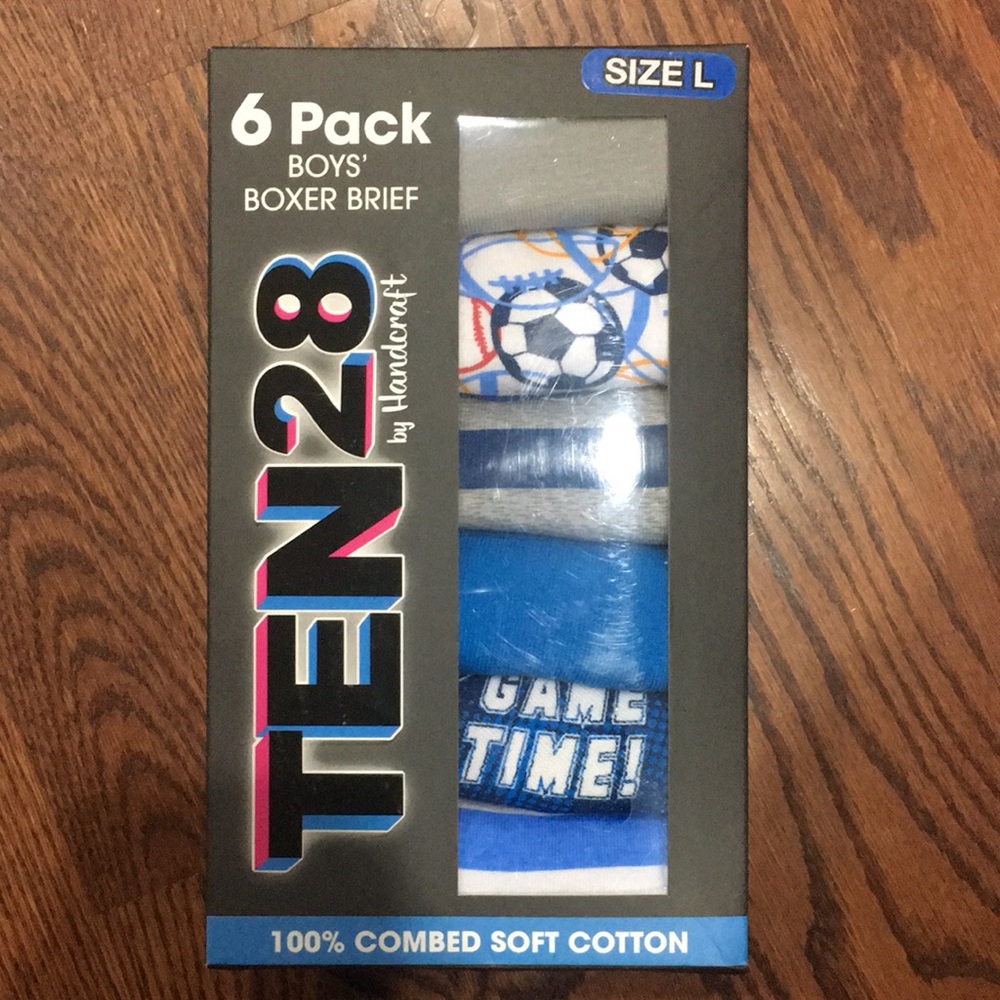 SIZE L
6 Pack
BOYS'
BOXER BRIEF
TEN28
by Handcraft
GAME
TIME!
100% COMBED SOFT COTTON